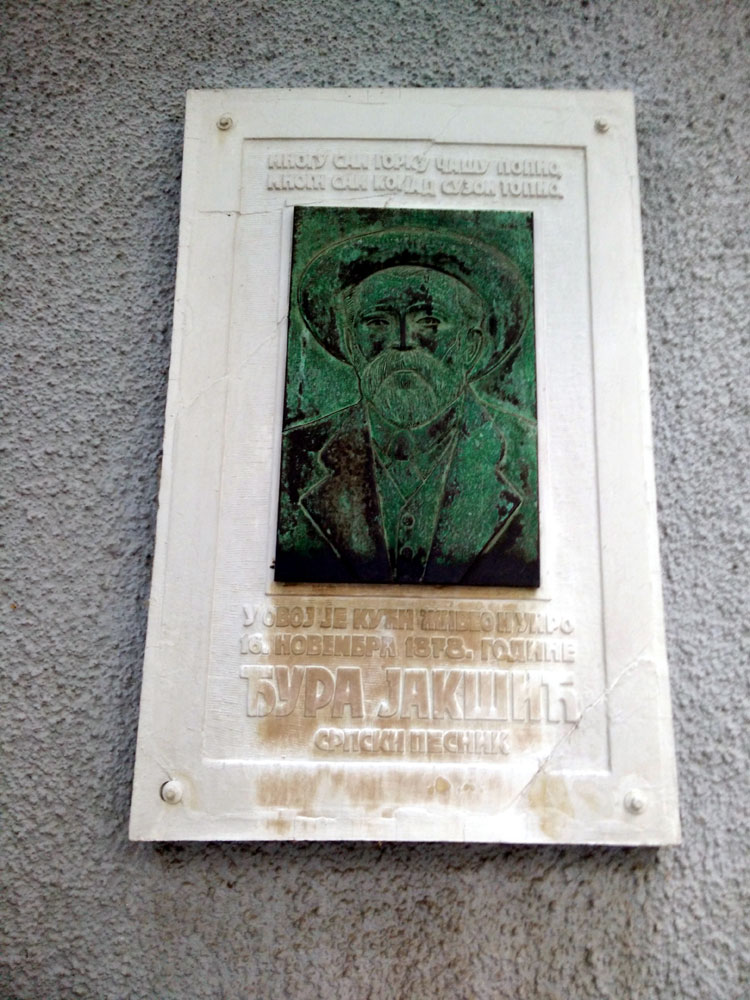 МНОГУ САМ ГОРКУ ЧАШУ ПОПИО,
МНОГИ САМ КОМАД СУЗОМ ТОПИО.
У ОВОЈ ЈЕ КУЋИ ЖИВЕО И УМРО
16. НОВЕМБРА 1878. ГОДИНЕ
ЂУРА ЈАКШИЋ
СРПСКИ ПЕСНИК